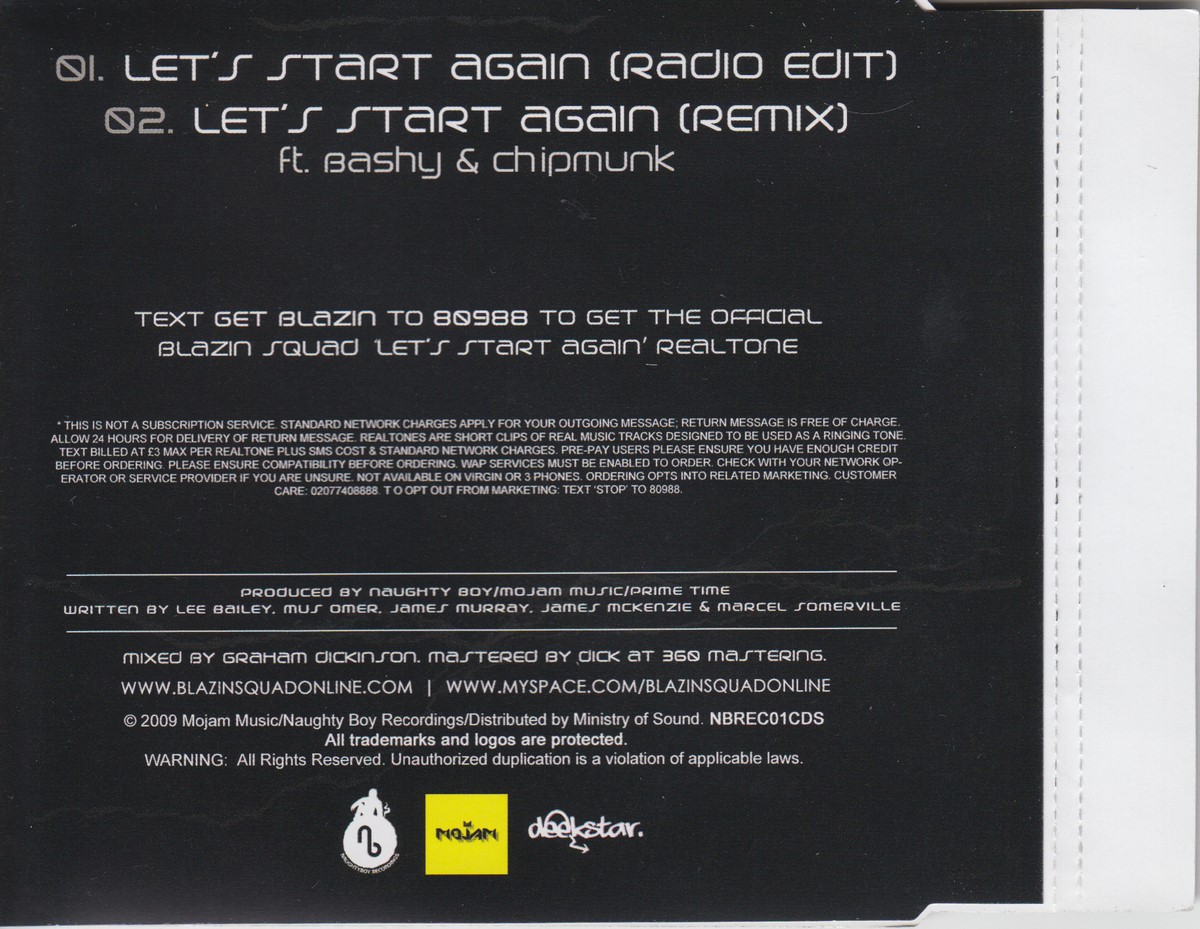 01. LET'S START AGAIN (RADIO EDIT)
02. LET'S START AGAIN (REMIX)
ft. Bashy & chipmunk
TEXT GET BLAZIN TO 80988 TO GET THE OFFICIAL
BLAZIN SQUAD 'LET'S START AGAIN' REALTONE
* THIS IS NOT A SUBSCRIPTION SERVICE. STANDARD NETWORK CHARGES APPLY FOR YOUR OUTGOING MESSAGE; RETURN MESSAGE IS FREE OF CHARGE.
ALLOW 24 HOURS FOR DELIVERY OF RETURN MESSAGE. REALTONES ARE SHORT CLIPS OF REAL MUSIC TRACKS DESIGNED TO BE USED AS A RINGING TONE.
TEXT BILLED AT £3 MAX PER REALTONE PLUS SMS COST & STANDARD NETWORK CHARGES. PRE-PAY USERS PLEASE ENSURE YOU HAVE ENOUGH CREDIT
BEFORE ORDERING. PLEASE ENSURE COMPATIBILITY BEFORE ORDERING. WAP SERVICES MUST BE ENABLED TO ORDER. CHECK WITH YOUR NETWORK OP-
ERATOR OR SERVICE PROVIDER IF YOU ARE UNSURE. NOT AVAILABLE ON VIRGIN OR 3 PHONES. ORDERING OPTS INTO RELATED MARKETING. CUSTOMER
CARE: 02077408888. T O OPT OUT FROM MARKETING: TEXT 'STOP' TO 80988.
PRODUCED BY NAUGHTY BOY/MOJAM MUSIC/PRIME TIME
WRITTEN BY LEE BAILEY, MUS OMER, JAMES MURRAY, JAMES MCKENZIE & MARCEL SOMERVILLE
MIXED BY GRAHAM DICKINSON. MASTERED BY DICK AT 360 MASTERING.
WWW.BLAZINSQUADONLINE.COM | WWW.MYSPACE.COM/BLAZINSQUADONLINE
© 2009 Mojam Music/Naughty Boy Recordings/Distributed by Ministry of Sound. NBREC01CDS
All trademarks and logos are protected.
WARNING: All Rights Reserved. Unauthorized duplication is a violation of applicable laws.
nb
NAUGHTYBOY RECORDINGS
MOJAM
deekstar.